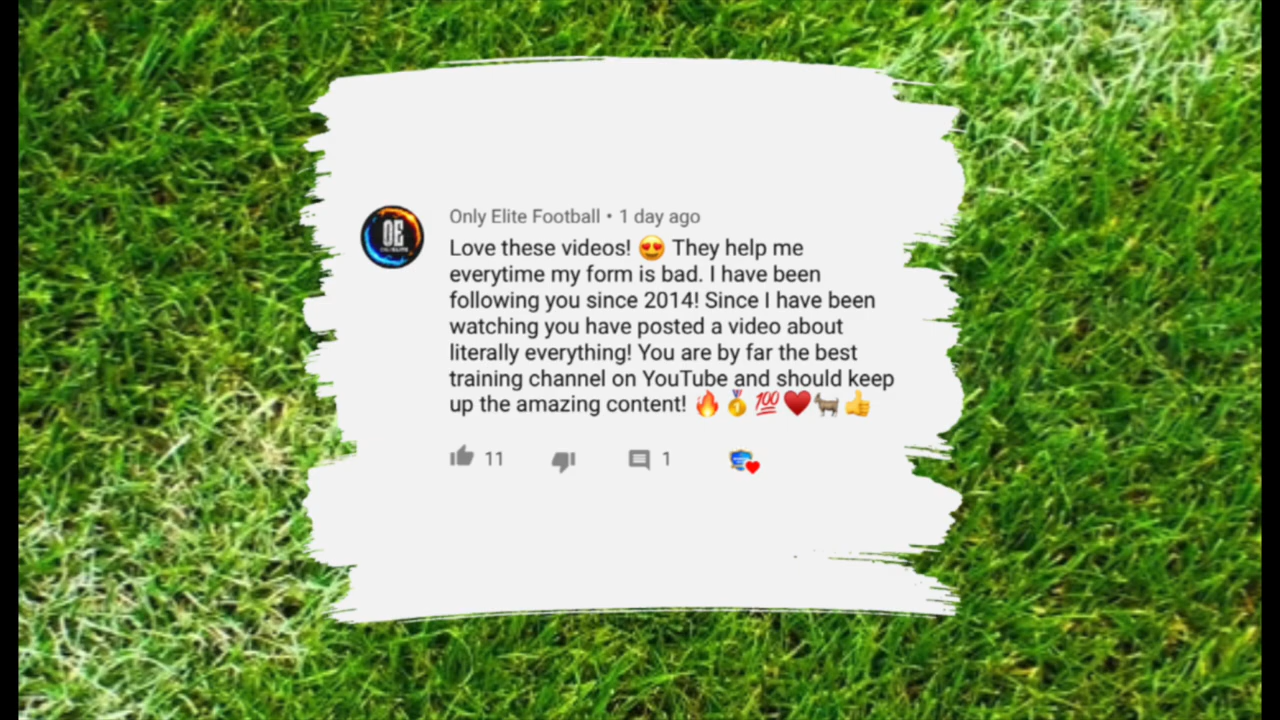 OE
Only Elite Football • 1 day ago
Love these videos! 😍 They help me
everytime my form is bad. I have been
following you since 2014! Since I have been
watching you have posted a video about
literally everything! You are by far the best
training channel on YouTube and should keep
up the amazing content! 🔥🥇💯♥️🐐👍
11
1